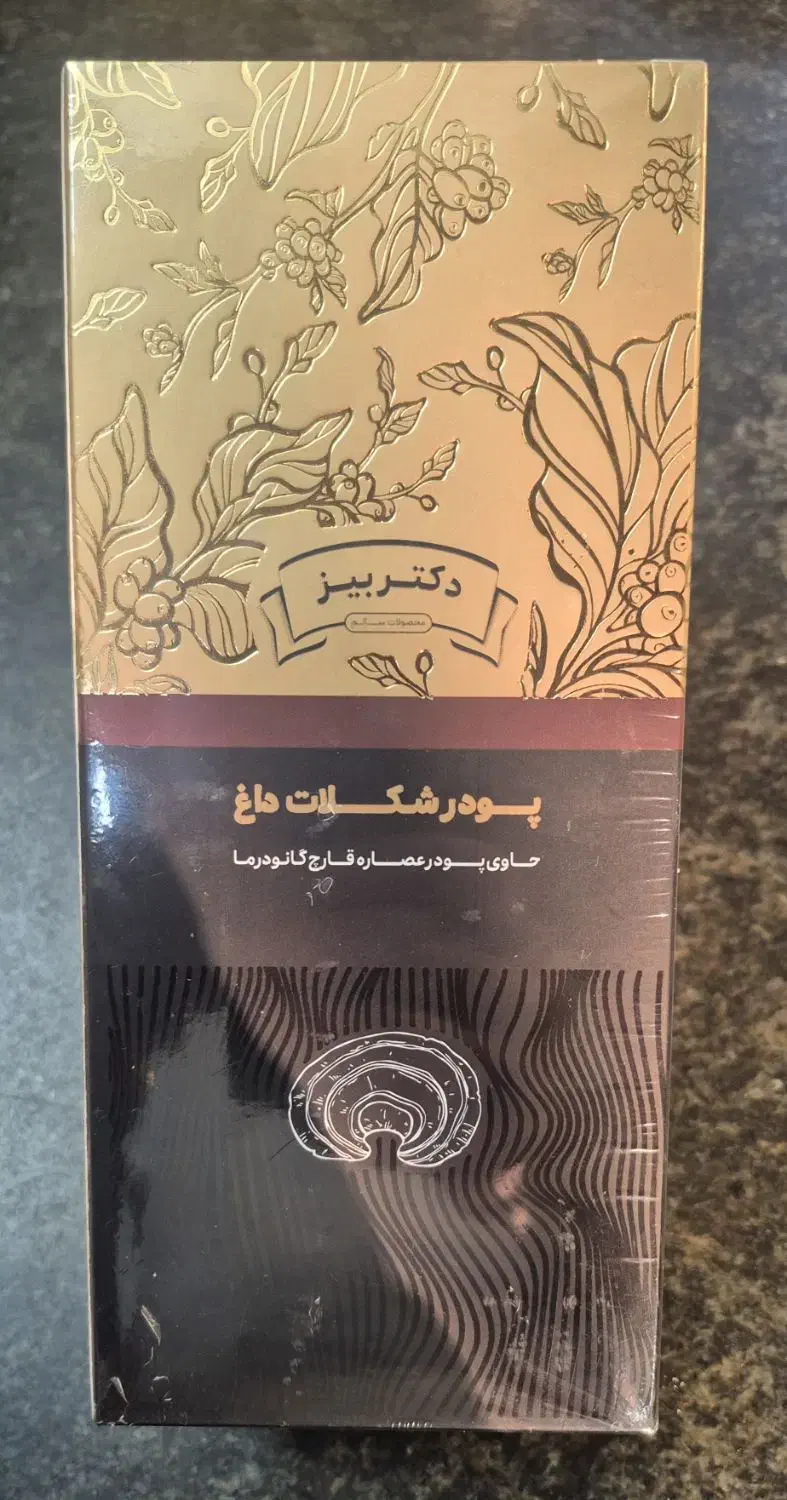 دکتر بیز
محصولات سالم
پودر شکلات داغ
حاوی پودر عصاره قارچ گانودرما